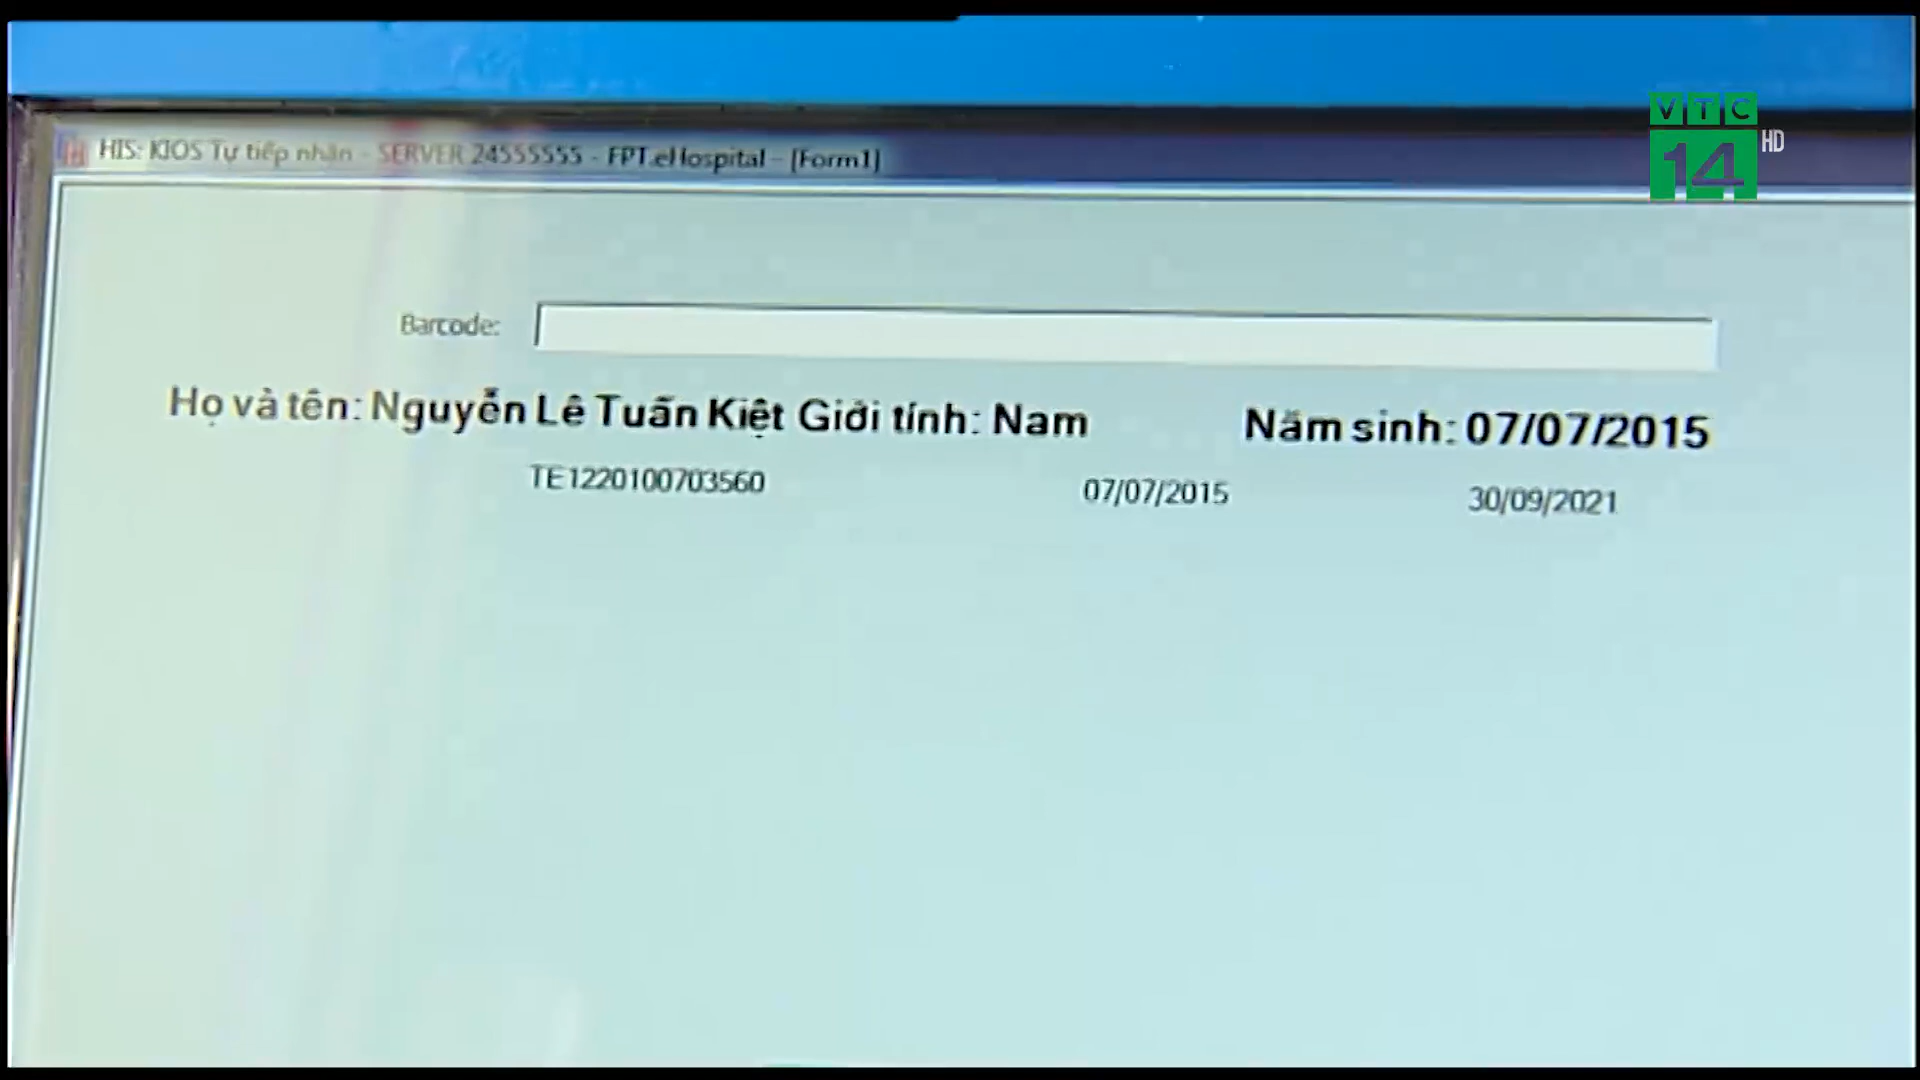 VTC
14 HD
HIS: KIOS Tự tiếp nhận - SERVER 24555555 - FPT.eHospital - [Form1]
Barcode:
Họ và tên: Nguyễn Lê Tuấn Kiệt Giới tính: Nam Năm sinh: 07/07/2015
TE1220100703560 07/07/2015 30/09/2021